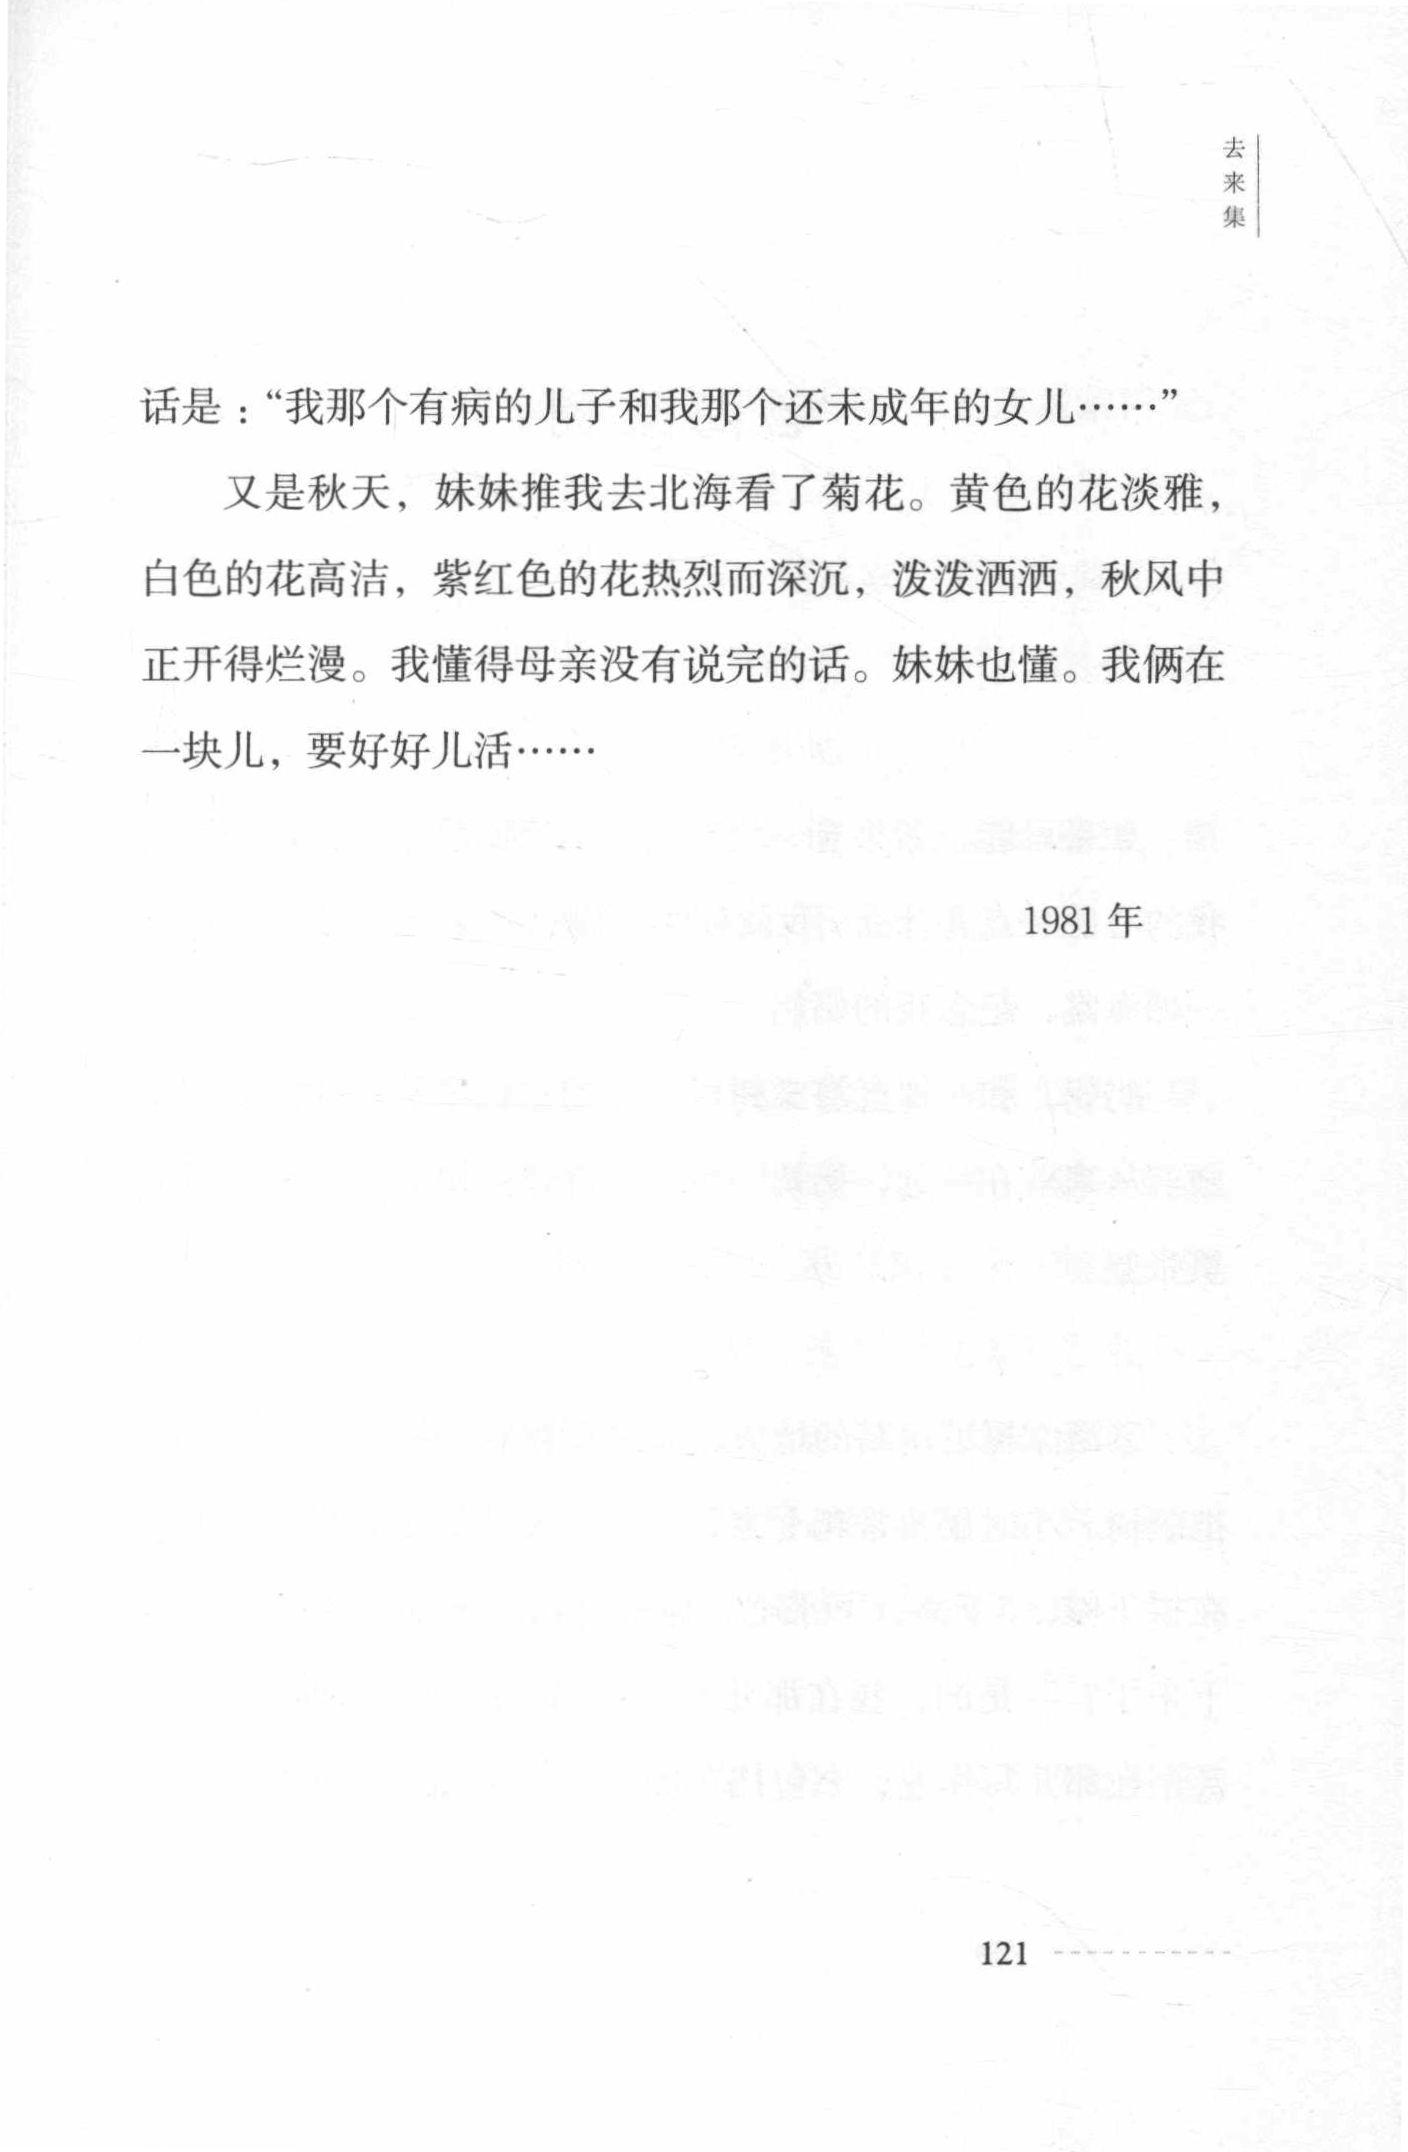 去来集
话是：“我那个有病的儿子和我那个还未成年的女儿……”
又是秋天，妹妹推我去北海看了菊花。黄色的花淡雅，
白色的花高洁，紫红色的花热烈而深沉，泼泼洒洒，秋风中
正开得烂漫。我懂得母亲没有说完的话。妹妹也懂。我俩在
一块儿，要好好儿活……
1981 年
121